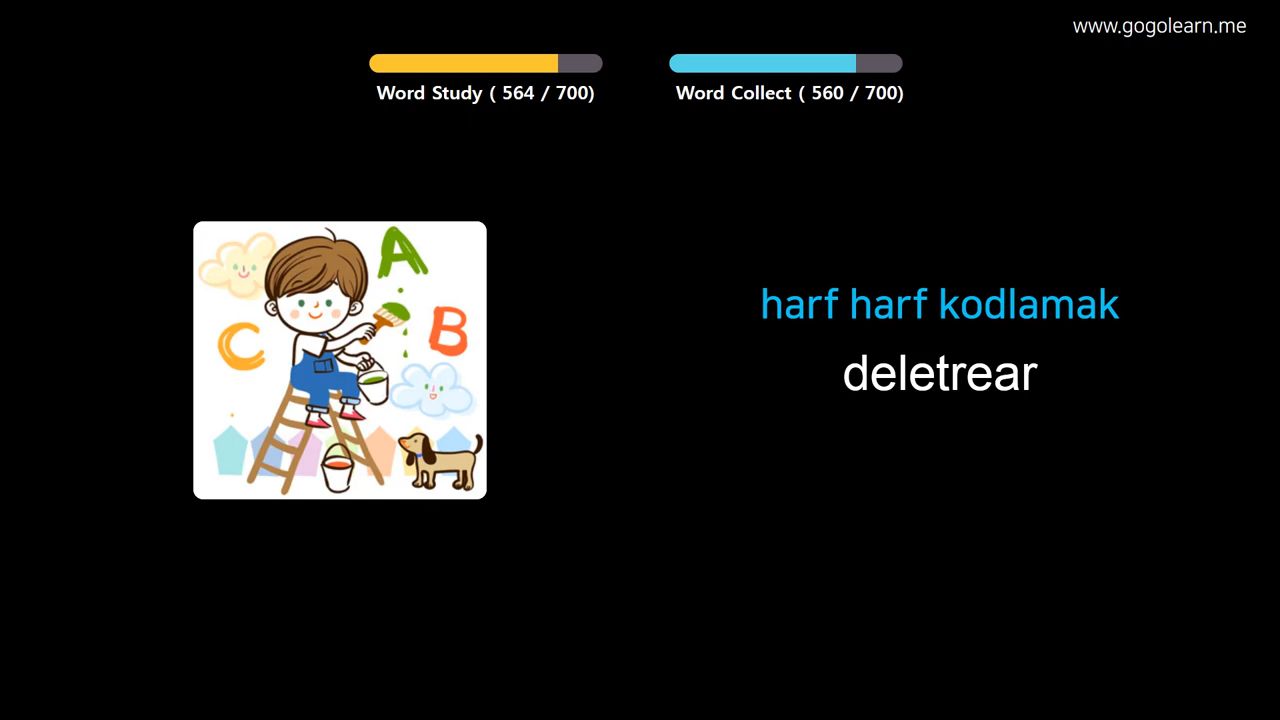 www.gogolearn.me
Word Study ( 564 / 700)
Word Collect ( 560 / 700)
A
B
C
harf harf kodlamak
deletrear